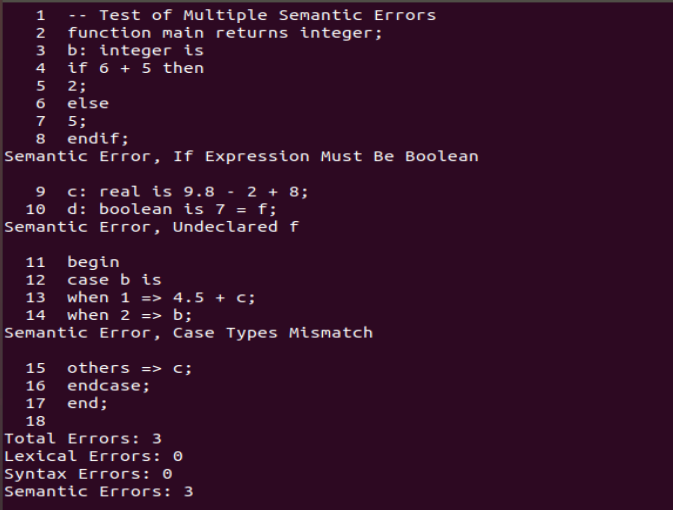 1 -- Test of Multiple Semantic Errors
2 function main returns integer;
3 b: integer is
4 if 6 + 5 then
5 2;
6 else
7 5;
8 endif;
Semantic Error, If Expression Must Be Boolean
9 c: real is 9.8 - 2 + 8;
10 d: boolean is 7 = f;
Semantic Error, Undeclared f
11 begin
12 case b is
13 when 1 => 4.5 + c;
14 when 2 => b;
Semantic Error, Case Types Mismatch
15 others => c;
16 endcase;
17 end;
18
Total Errors: 3
Lexical Errors: 0
Syntax Errors: 0
Semantic Errors: 3